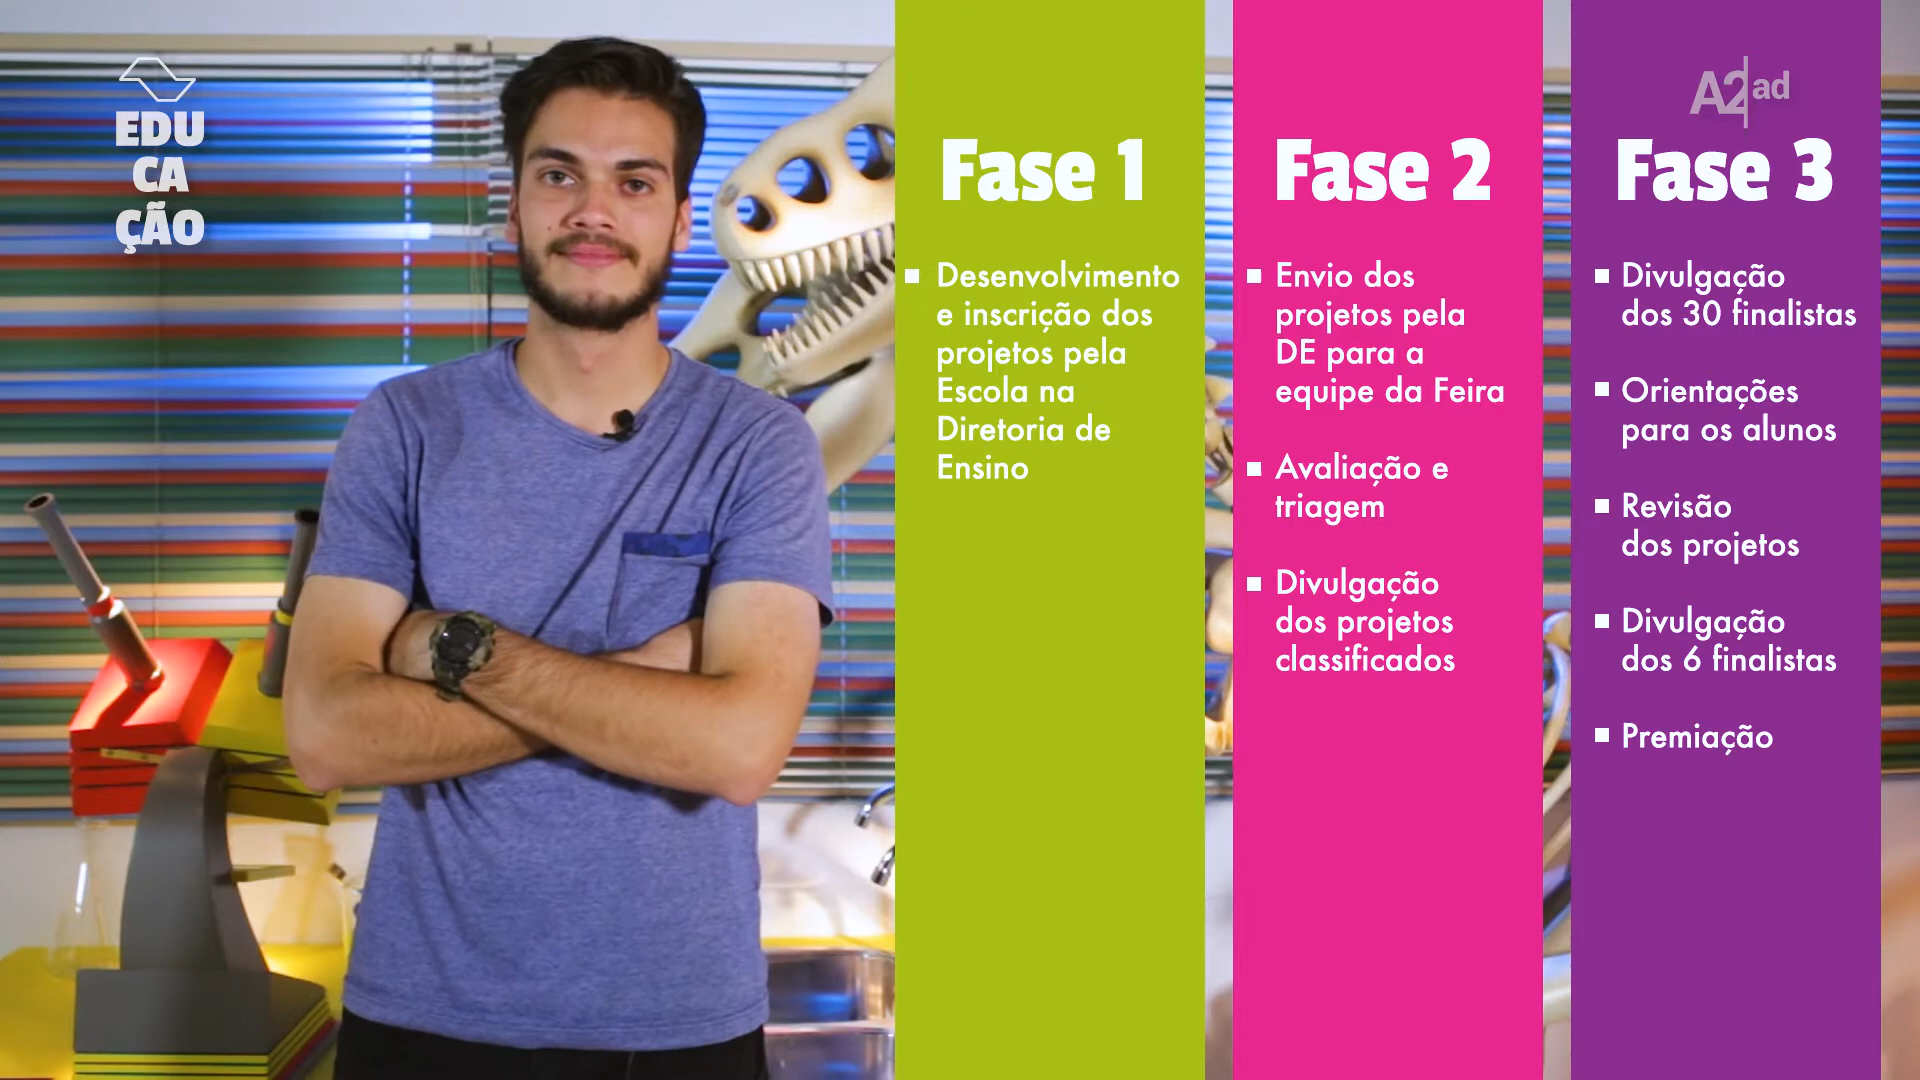 EDU
CA
ÇÃO
Fase 1
Desenvolvimento
e inscrição dos
projetos pela
Escola na
Diretoria de
Ensino
Fase 2
Envio dos
projetos pela
DE para a
equipe da Feira
Avaliação e
triagem
Divulgação
dos projetos
classificados
A2ad
Fase 3
Divulgação
dos 30 finalistas
Orientações
para os alunos
Revisão
dos projetos
Divulgação
dos 6 finalistas
Premiação